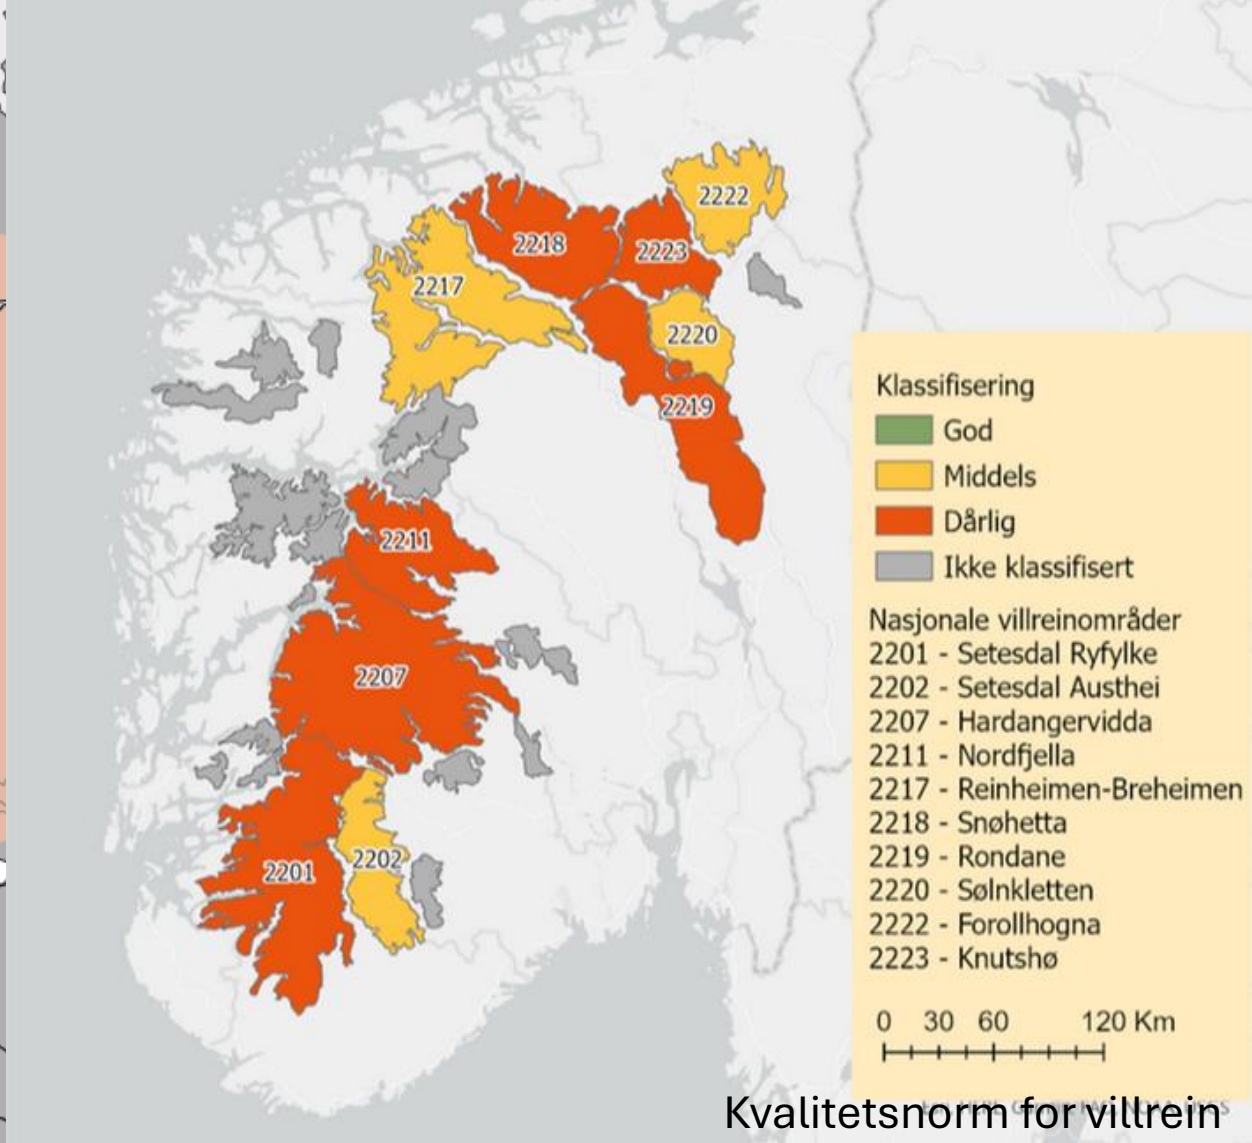 2222
2218
2223
2217
2220
2219
2211
2207
2202
2201
Klassifisering
God
Middels
Dårlig
Ikke klassifisert
Nasjonale villreinområder
2201 - Setesdal Ryfylke
2202 - Setesdal Austhei
2207 - Hardangervidda
2211 - Nordfjella
2217 - Reinheimen-Breheimen
2218 - Snøhetta
2219 - Rondane
2220 - Sølnkletten
2222 - Forollhogna
2223 - Knutshø
0 30 60 120 Km
Kvalitetsnorm for villrein